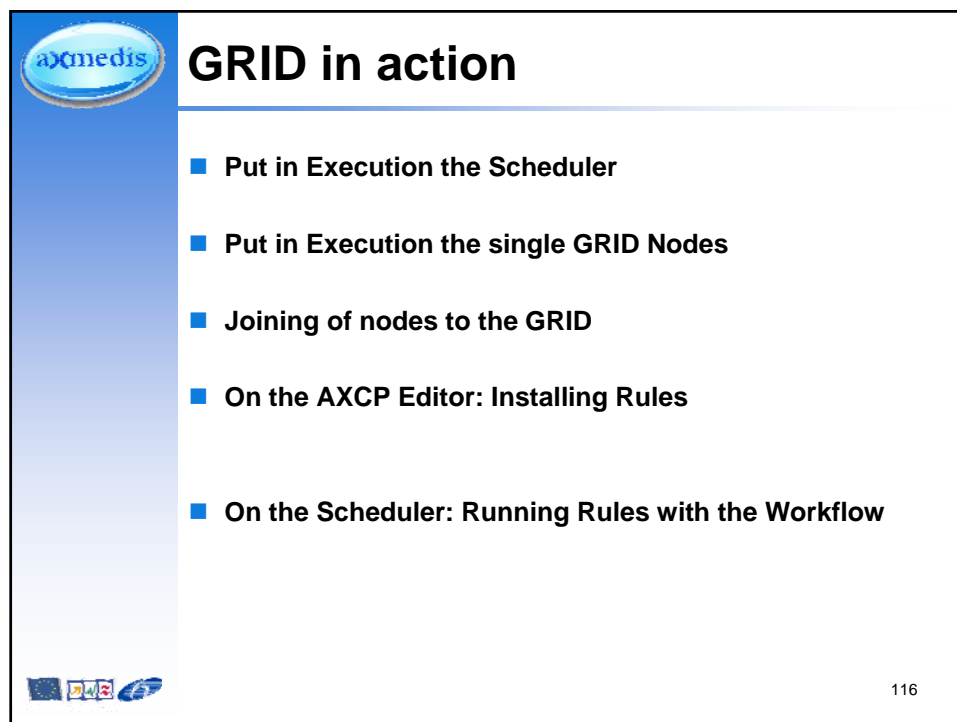 axmedis
GRID in action
Put in Execution the Scheduler
Put in Execution the single GRID Nodes
Joining of nodes to the GRID
On the AXCP Editor: Installing Rules
On the Scheduler: Running Rules with the Workflow
116